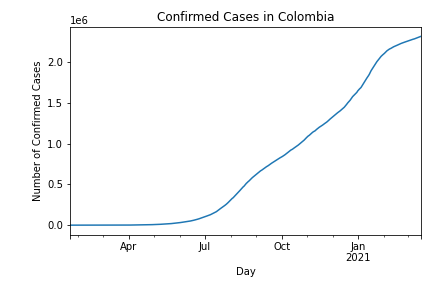 Confirmed Cases in Colombia
1e6
Number of Confirmed Cases
2.0
1.5
1.0
0.5
0.0
Apr
Jul
Oct
Jan
2021
Day